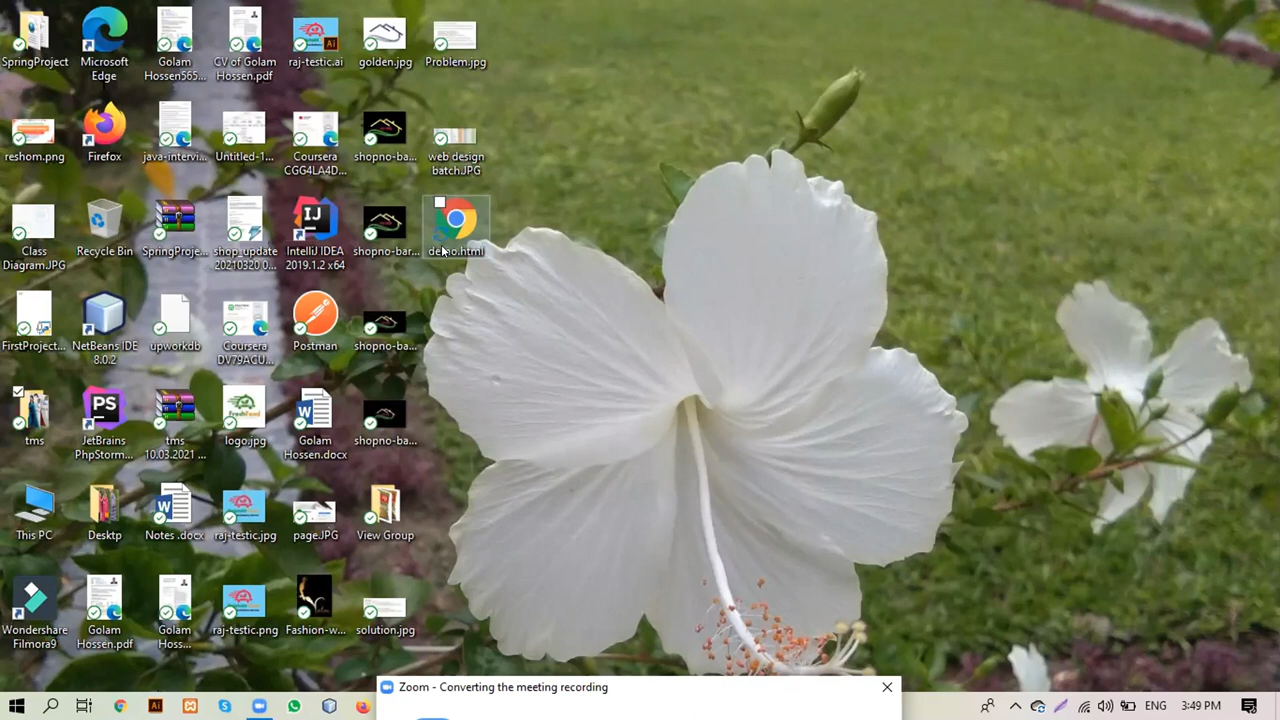 SpringProject
Microsoft
Edge
Golam
Hossen565...
CV of Golam
Hossen.pdf
raj-testic.ai
golden.jpg
Problem.jpg
reshom.png
Firefox
java-intervi...
Untitled-1...
Coursera
CGG4LA4D...
shopno-ba...
web design
batch.JPG
Class
Diagram.JPG
Recycle Bin
SpringProje...
shop_update
20210320 0...
IntelliJ IDEA
2019.1.2 x64
shopno-bar...
demo.html
FirstProject...
NetBeans IDE
8.0.2
upworkdb
Coursera
DV79ACU...
Postman
shopno-ba...
tms
JetBrains
PhpStorm...
tms
10.03.2021 ...
logo.jpg
Golam
Hossen.docx
shopno-ba...
This PC
Desktp
Notes .docx
raj-testic.jpg
page.JPG
View Group
Wondershare
Filmora9
Golam
Hossen.pdf
Golam
Hoss...
raj-testic.png
Fashion-w...
solution.jpg
Zoom - Converting the meeting recording
ENG
3:49 PM